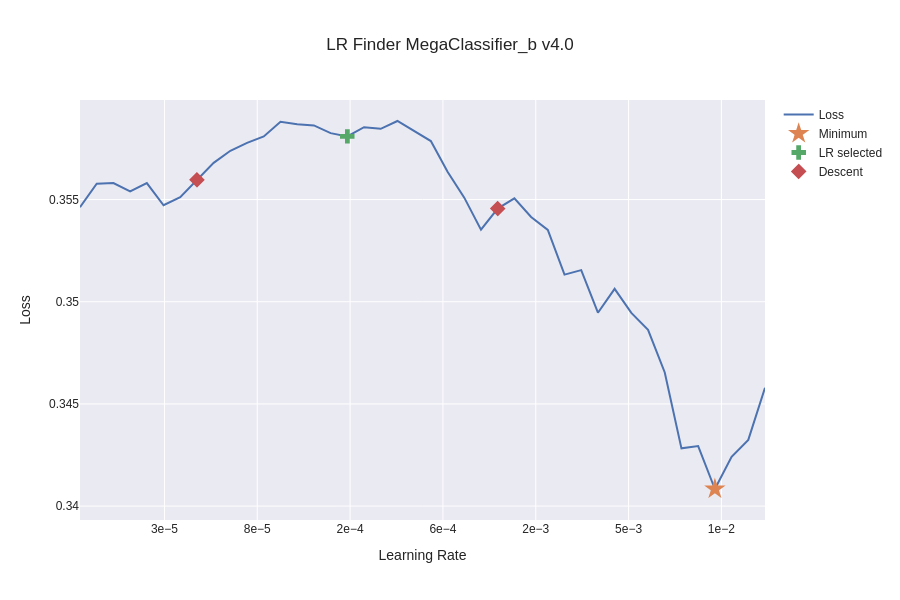 LR Finder MegaClassifier_b v4.0
Loss
Minimum
LR selected
Descent
0.355
0.35
0.345
0.34
Loss
3e−5
8e−5
2e−4
6e−4
2e−3
5e−3
1e−2
Learning Rate